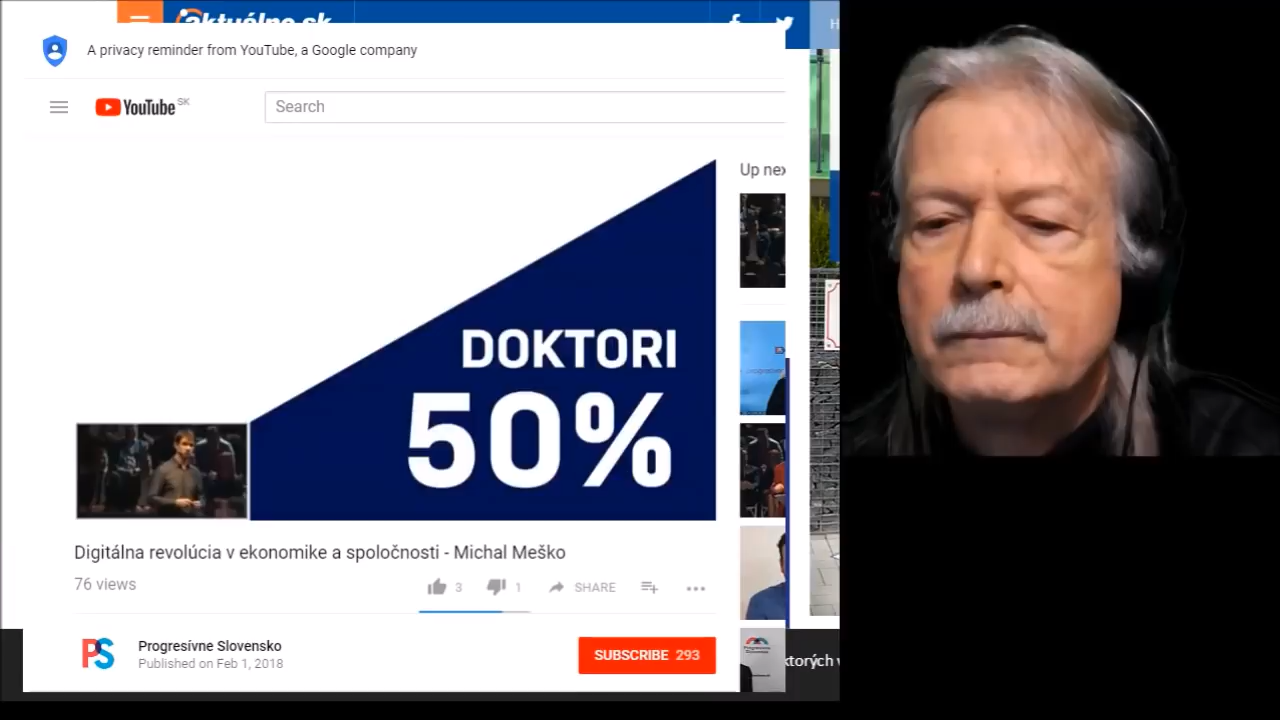 aktuálne.sk
A privacy reminder from YouTube, a Google company
YouTube SK
Search
Up nex
DOKTORI
50%
Digitálna revolúcia v ekonomike a spoločnosti - Michal Meško
76 views
3
1
SHARE
PS
Progresívne Slovensko
Published on Feb 1, 2018
SUBSCRIBE 293
ktorých v